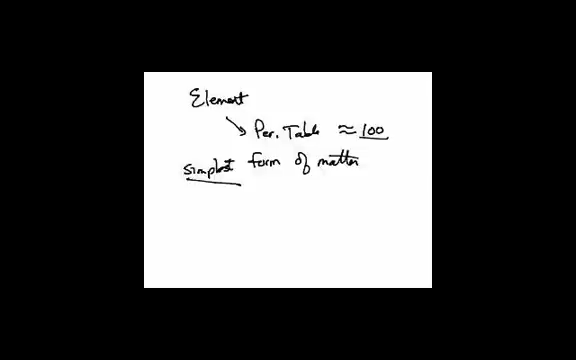 Element
Per. Table ≈ 100
simplest form of matter